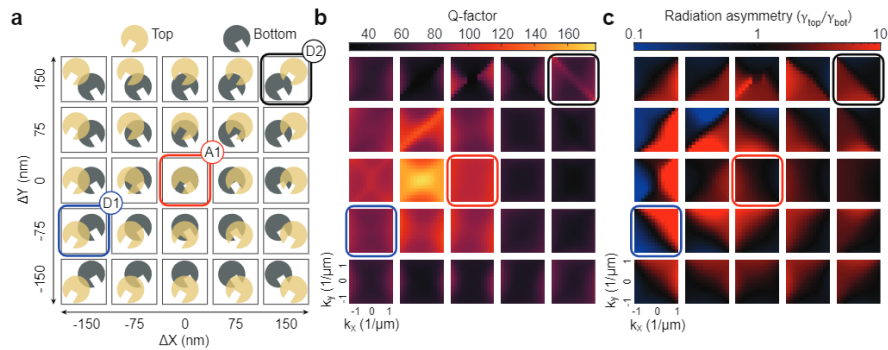 a
Top
Bottom
D2
A1
D1
150
75
0
-75
-150
ΔY (nm)
-150
-75
0
75
150
ΔX (nm)
b
Q-factor
40
60
80
100
120
140
160
1
0
-1
k_y (1/μm)
-1 0 1
k_x (1/μm)
c
Radiation asymmetry (γ_top/γ_bot)
0.1
1
10
1
0
-1
k_y (1/μm)
-1 0 1
k_x (1/μm)